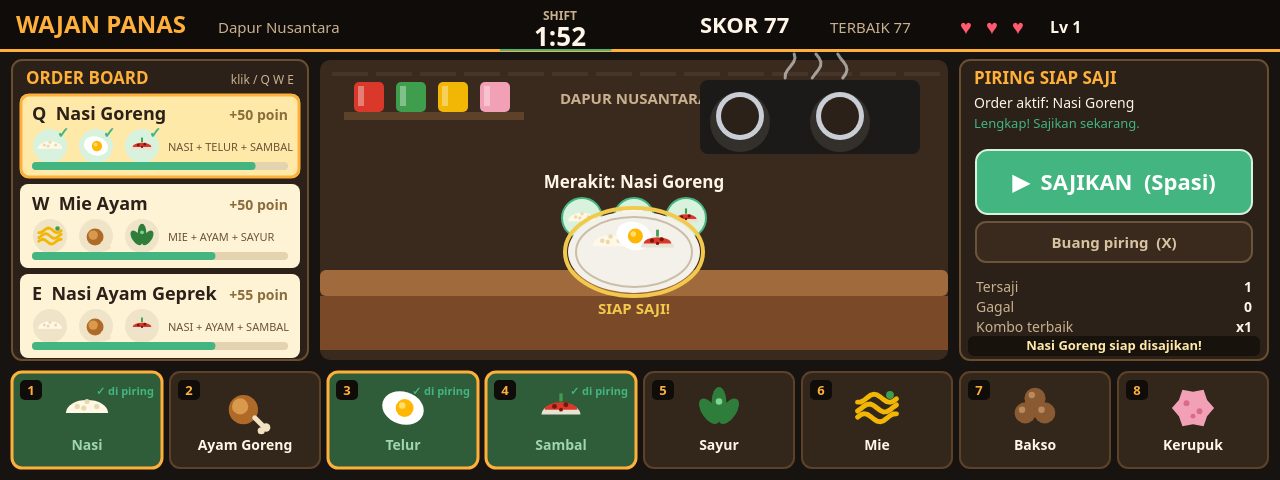 WAJAN PANAS
Dapur Nusantara
SHIFT
1:52
SKOR 77
TERBAIK 77
Lv 1
ORDER BOARD
klik / Q W E
Q Nasi Goreng
+50 poin
NASI + TELUR + SAMBAL
W Mie Ayam
+50 poin
MIE + AYAM + SAYUR
E Nasi Ayam Geprek
+55 poin
NASI + AYAM + SAMBAL
DAPUR NUSANTARA
Merakit: Nasi Goreng
SIAP SAJI!
PIRING SIAP SAJI
Order aktif: Nasi Goreng
Lengkap! Sajikan sekarang.
▶ SAJIKAN (Spasi)
Buang piring (X)
Tersaji 1
Gagal 0
Kombo terbaik x1
Nasi Goreng siap disajikan!
1
✓ di piring
Nasi
2
Ayam Goreng
3
✓ di piring
Telur
4
✓ di piring
Sambal
5
Sayur
6
Mie
7
Bakso
8
Kerupuk